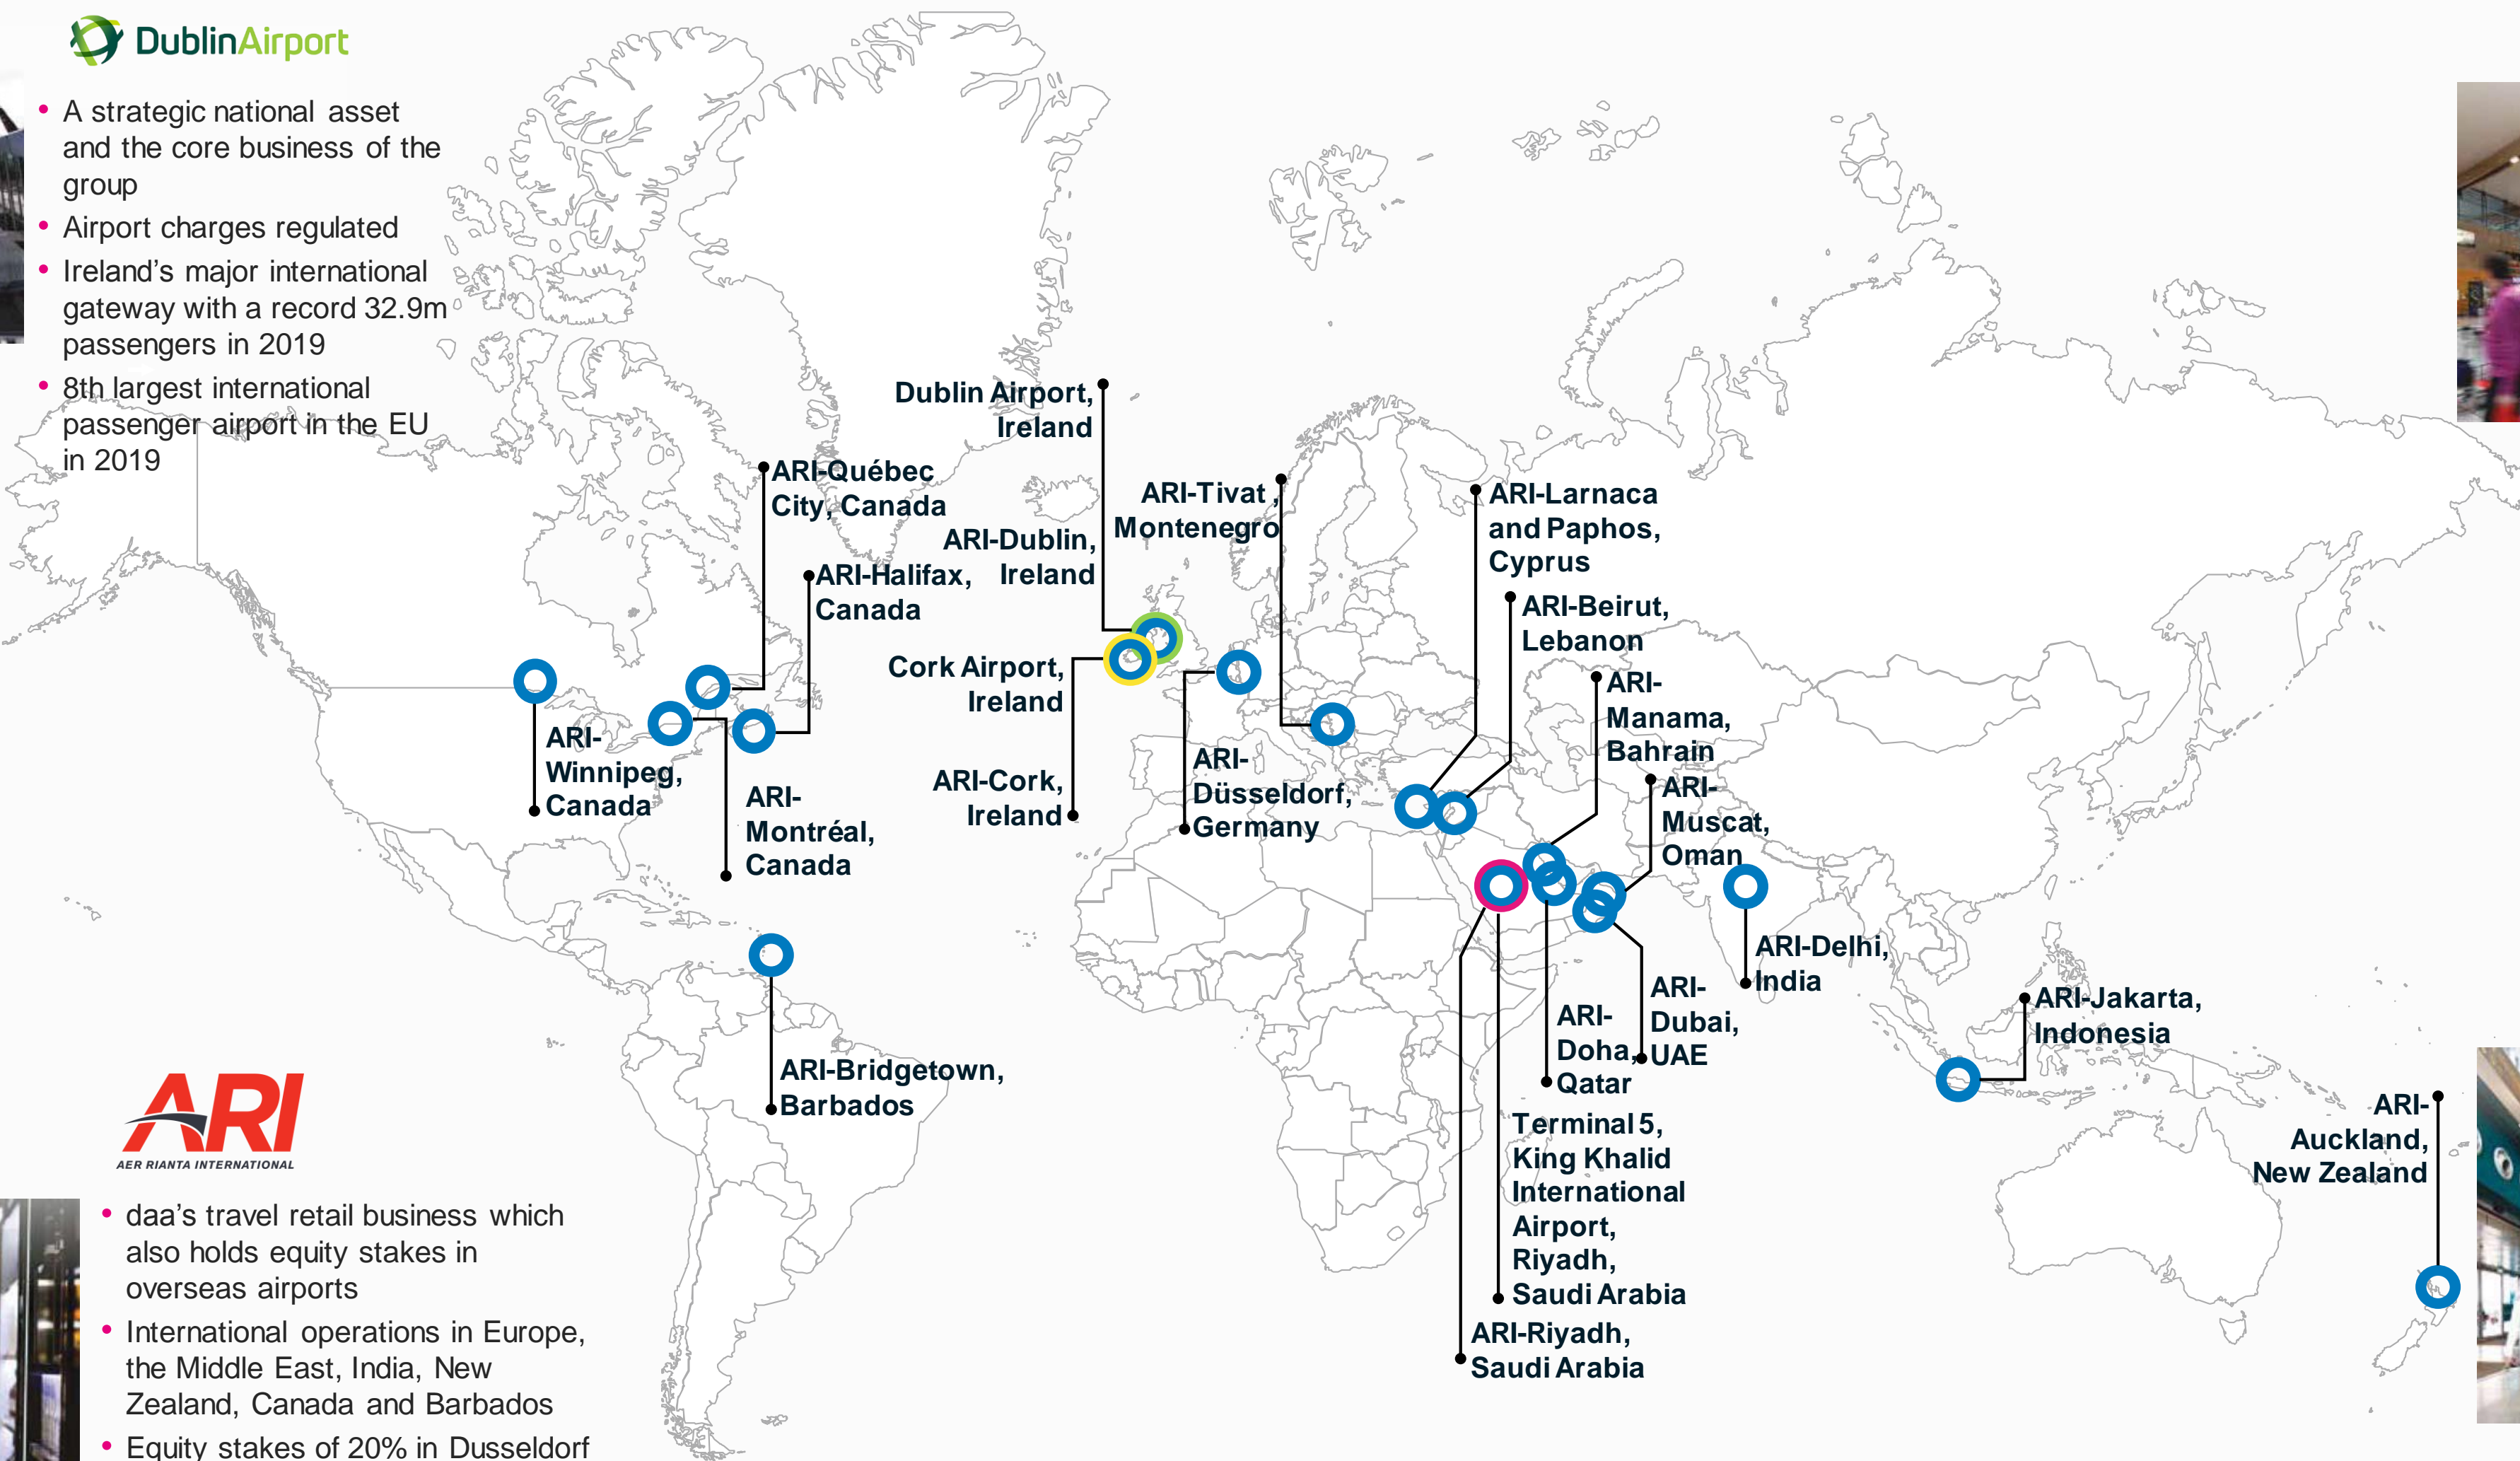 DublinAirport
• A strategic national asset
and the core business of the
group
• Airport charges regulated
• Ireland's major international
gateway with a record 32.9m
passengers in 2019
• 8th largest international
passenger airport in the EU
in 2019
Dublin Airport,
Ireland
ARI-Dublin,
Ireland
ARI-Québec
City, Canada
ARI-Halifax,
Canada
ARI-Tivat ,
Montenegro
ARI-Larnaca
and Paphos,
Cyprus
ARI-Beirut,
Lebanon
ARI-
Manama,
Bahrain
ARI-
Muscat,
Oman
Cork Airport,
Ireland
ARI-Cork,
Ireland
ARI-
Winnipeg,
Canada
ARI-
Montréal,
Canada
ARI-
Düsseldorf,
Germany
ARI-Delhi,
India
ARI-
Dubai,
UAE
ARI-
Doha,
Qatar
ARI-Jakarta,
Indonesia
ARI-Bridgetown,
Barbados
Terminal 5,
King Khalid
International
Airport,
Riyadh,
Saudi Arabia
ARI-Riyadh,
Saudi Arabia
ARI-
Auckland,
New Zealand
ARI
AER RIANTA INTERNATIONAL
• daa's travel retail business which
also holds equity stakes in
overseas airports
• International operations in Europe,
the Middle East, India, New
Zealand, Canada and Barbados
• Equity stakes of 20% in Dusseldorf